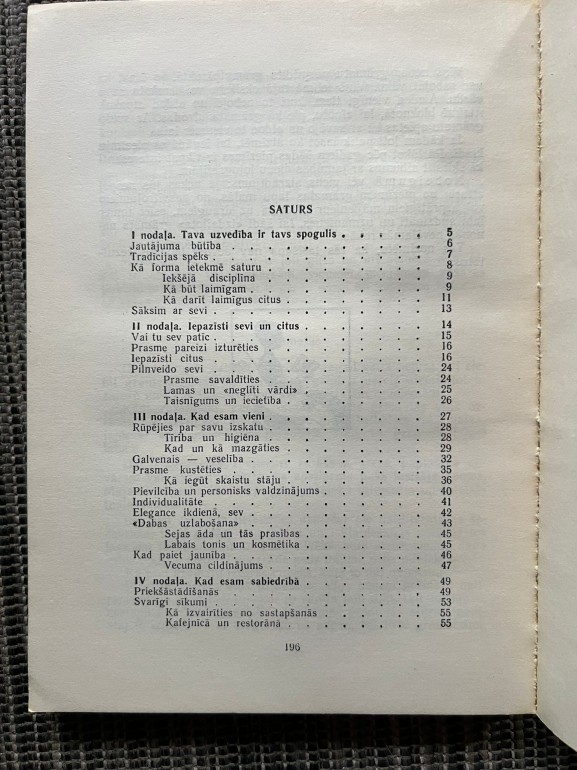 SATURS
I nodaļa. Tava uzvedība ir tavs spogulis . . . . . . . 5
Jautājuma būtība . . . . . . . . . . . . 6
Tradīcijas spēks . . . . . . . . . . . . 7
Kā forma ietekmē saturu . . . . . . . . . . 8
Iekšējā disciplīna . . . . . . . . . . 9
Kā būt laimīgam . . . . . . . . . . 9
Kā darīt laimīgus citus . . . . . . . . . 11
Sāksim ar sevi . . . . . . . . . . . . 13
II nodaļa. Iepazīsti sevi un citus . . . . . . . . 14
Vai tu sev patīc . . . . . . . . . . . . 15
Prasme pareizi izturēties . . . . . . . . . . 16
Iepazīsti citus . . . . . . . . . . . . 16
Pilnveido sevi . . . . . . . . . . . . 24
Prasme savaldīties . . . . . . . . . . 24
Lamas un «neglīti vārdi» . . . . . . . . 25
Taisnīgums un iecietība . . . . . . . . . 26
III nodaļa. Kad esam vieni . . . . . . . . . . 27
Rūpējies par savu izskatu . . . . . . . . . . 28
Tīrība un higiēna . . . . . . . . . . 28
Kad un kā mazgāties . . . . . . . . . 29
Galvenais — veselība . . . . . . . . . . . 32
Prasme kustēties . . . . . . . . . . . . 35
Kā iegūt skaistu stāju . . . . . . . . . 36
Pievilcība un personisks valdzinājums . . . . . . . 40
Individualitāte . . . . . . . . . . . . 41
Elegance ikdienā, sev . . . . . . . . . . . 42
«Dabas uzlabošana» . . . . . . . . . . . 43
Sejas āda un tās prasības . . . . . . . . 45
Labais tonis un kosmētika . . . . . . . . 45
Kad paiet jaunība . . . . . . . . . . . . 46
Vecuma cildinājums . . . . . . . . . . 47
IV nodaļa. Kad esam sabiedrībā . . . . . . . . 49
Priekšāstādīšanās . . . . . . . . . . . . 49
Svarīgi sīkumi . . . . . . . . . . . . 53
Kā izvairīties no sastapšanās . . . . . . . 55
Kafejnīcā un restorānā . . . . . . . . . 55
196